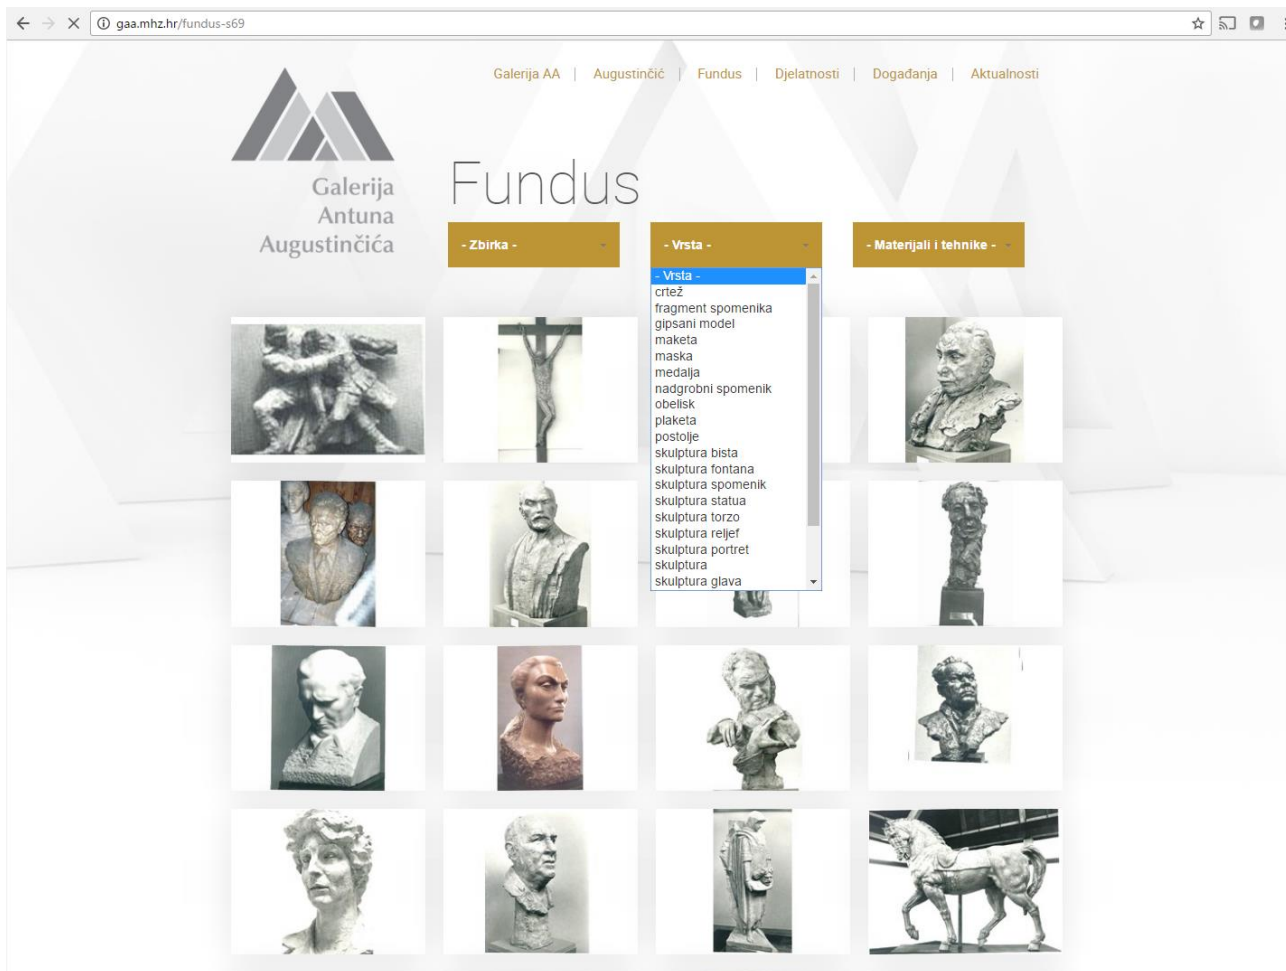 gaa.mhz.hr/fundus-s69
Galerija AA | Augustinčić | Fundus | Djelatnosti | Događanja | Aktualnosti
Galerija
Antuna
Augustinčića
Fundus
- Zbirka -
- Vrsta -
- Materijali i tehnike -
- Vrsta -
crtež
fragment spomenika
gipsani model
maketa
maska
medalja
nadgrobni spomenik
obelisk
plaketa
postolje
skulptura bista
skulptura fontana
skulptura spomenik
skulptura statua
skulptura torzo
skulptura reljef
skulptura portret
skulptura
skulptura glava